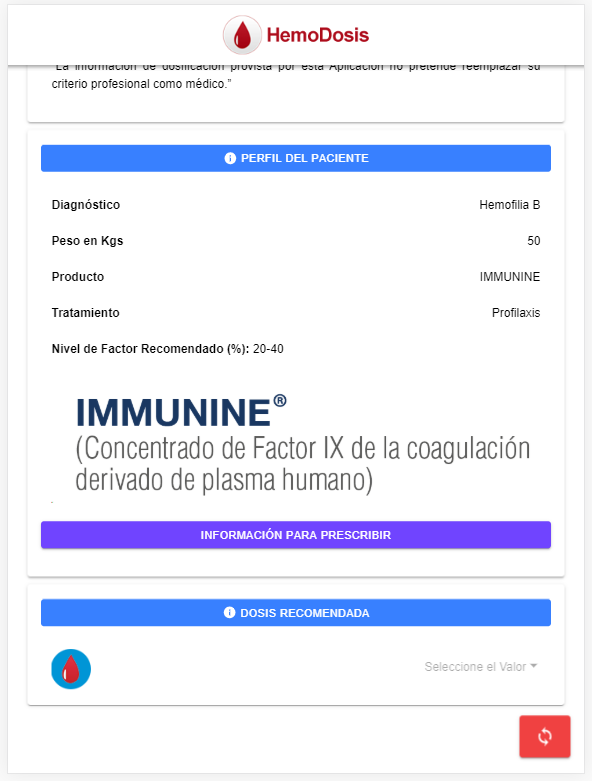 HemoDosis
"La información de dosificación provista por esta Aplicación no pretende reemplazar su
criterio profesional como médico."
PERFIL DEL PACIENTE
Diagnóstico Hemofilia B
Peso en Kgs 50
Producto IMMUNINE
Tratamiento Profilaxis
Nivel de Factor Recomendado (%): 20-40
IMMUNINE®
(Concentrado de Factor IX de la coagulación
derivado de plasma humano)
INFORMACIÓN PARA PRESCRIBIR
DOSIS RECOMENDADA
Seleccione el Valor